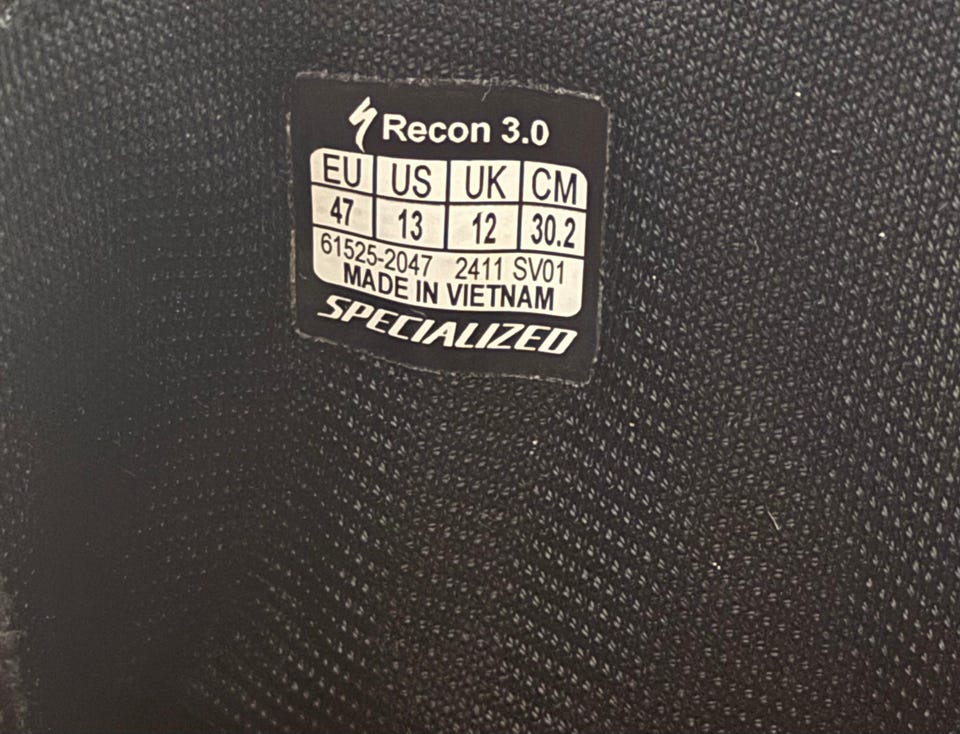 Recon 3.0
EU US UK CM
47 13 12 30.2
61525-2047 2411 SV01
MADE IN VIETNAM
SPECIALIZED